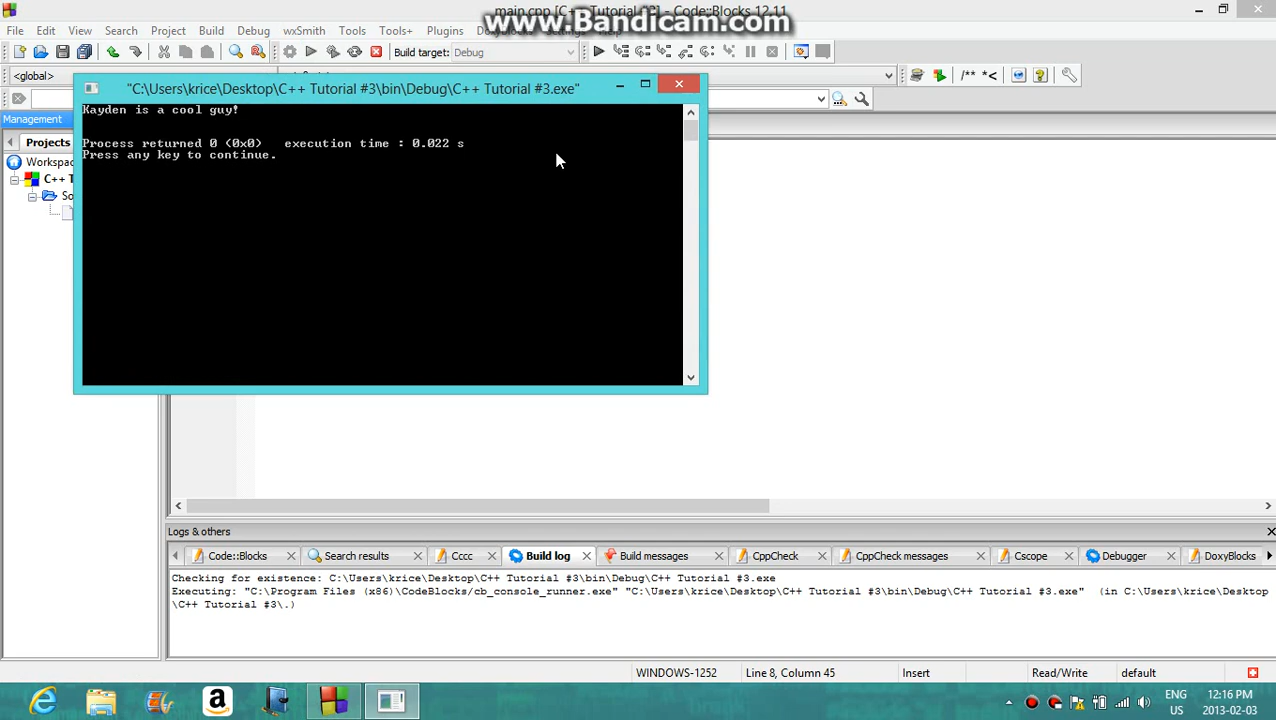 main.cpp [C++ Tutorial #3] - Code::Blocks 12.11
www.Bandicam.com
File Edit View Search Project Build Debug wxSmith Tools Tools+ Plugins
Build target: Debug
<global>
"C:\Users\krice\Desktop\C++ Tutorial #3\bin\Debug\C++ Tutorial #3.exe"
Kayden is a cool guy!
Process returned 0 (0x0) execution time : 0.022 s
Press any key to continue.
/** *<
Management
Projects
Workspa
C++ T
So
Logs & others
Code::Blocks Search results Cccc Build log Build messages CppCheck CppCheck messages Cscope Debugger DoxyBlocks
Checking for existence: C:\Users\krice\Desktop\C++ Tutorial #3\bin\Debug\C++ Tutorial #3.exe
Executing: "C:\Program Files (x86)\CodeBlocks/cb_console_runner.exe" "C:\Users\krice\Desktop\C++ Tutorial #3\bin\Debug\C++ Tutorial #3.exe" (in C:\Users\krice\Desktop
\C++ Tutorial #3\.)
WINDOWS-1252 Line 8, Column 45 Insert Read/Write default
ENG 12:16 PM
US 2013-02-03